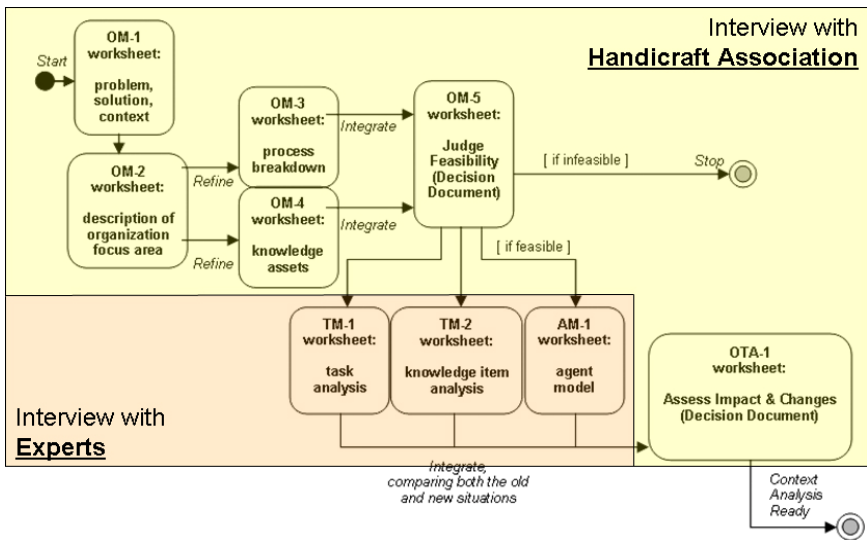 Interview with
Handicraft Association
Start
OM-1
worksheet:
problem,
solution,
context
OM-2
worksheet:
description of
organization
focus area
Refine
Refine
OM-3
worksheet:
process
breakdown
OM-4
worksheet:
knowledge
assets
Integrate
Integrate
OM-5
worksheet:
Judge
Feasibility
(Decision
Document)
[ if infeasible ]
Stop
[ if feasible ]
TM-1
worksheet:
task
analysis
TM-2
worksheet:
knowledge item
analysis
AM-1
worksheet:
agent
model
OTA-1
worksheet:
Assess Impact & Changes
(Decision Document)
Interview with
Experts
Integrate,
comparing both the old
and new situations
Context
Analysis
Ready